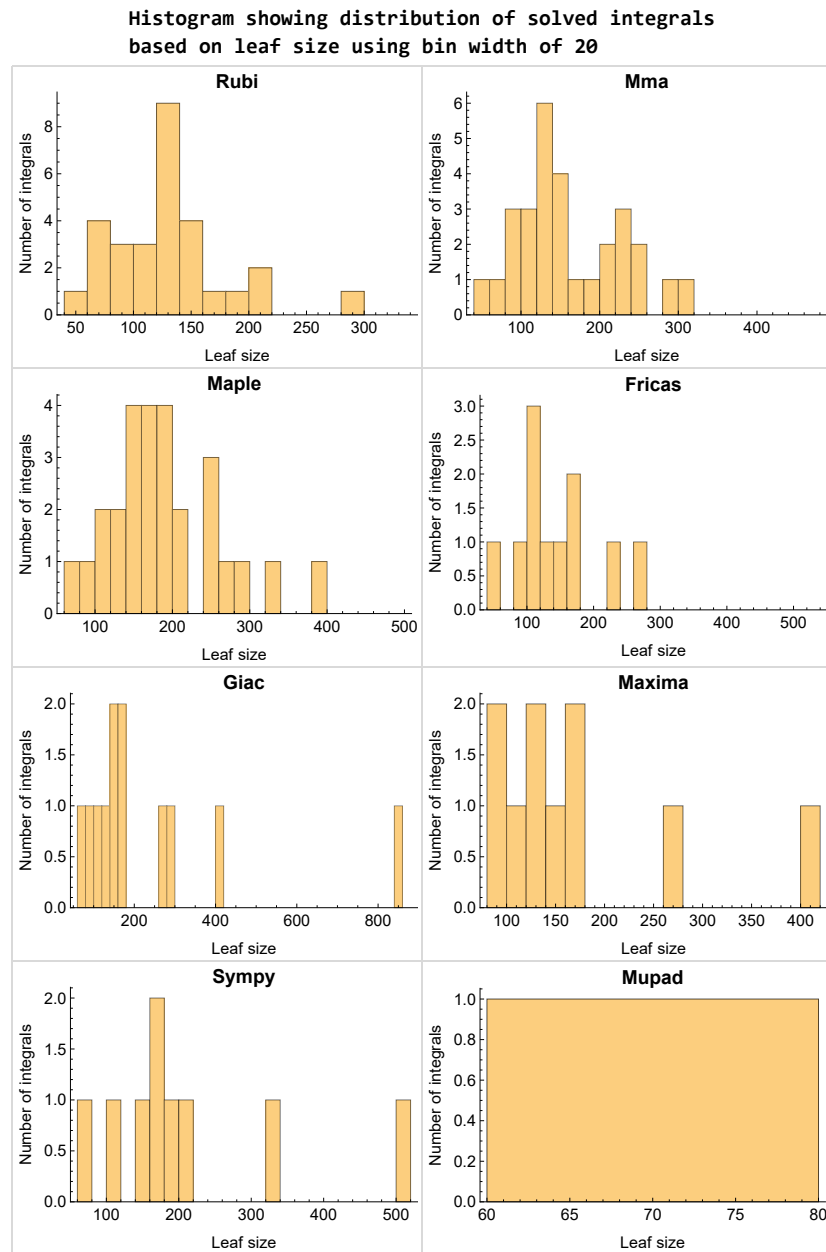 Histogram showing distribution of solved integrals
based on leaf size using bin width of 20
Rubi
Number of integrals
8
6
4
2
0
50 100 150 200 250 300
Leaf size
Mma
Number of integrals
6
5
4
3
2
1
0
100 200 300 400
Leaf size
Maple
Number of integrals
4
3
2
1
0
100 200 300 400 500
Leaf size
Fricas
Number of integrals
3.0
2.5
2.0
1.5
1.0
0.5
0.0
100 200 300 400 500
Leaf size
Giac
Number of integrals
2.0
1.5
1.0
0.5
0.0
200 400 600 800
Leaf size
Maxima
Number of integrals
2.0
1.5
1.0
0.5
0.0
100 150 200 250 300 350 400
Leaf size
Sympy
Number of integrals
2.0
1.5
1.0
0.5
0.0
100 200 300 400 500
Leaf size
Mupad
Number of integrals
1.0
0.8
0.6
0.4
0.2
0.0
60 65 70 75 80
Leaf size